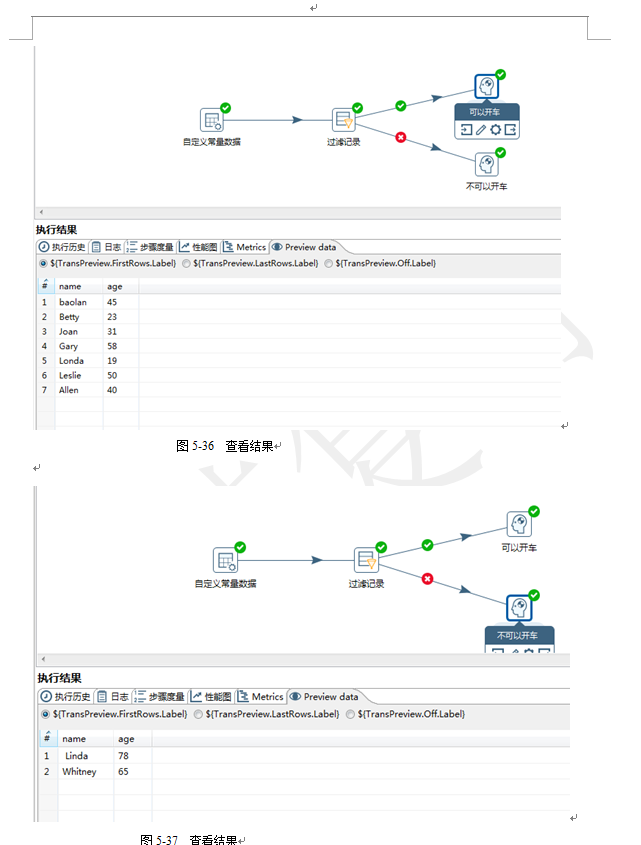 可以开车
自定义常量数据
过滤记录
不可以开车
执行结果
执行历史 日志 步骤度量 性能图 Metrics Preview data
${TransPreview.FirstRows.Label} ${TransPreview.LastRows.Label} ${TransPreview.Off.Label}
# name age
1 baolan 45
2 Betty 23
3 Joan 31
4 Gary 58
5 Londa 19
6 Leslie 50
7 Allen 40
图 5-36 查看结果
可以开车
自定义常量数据
过滤记录
不可以开车
执行结果
执行历史 日志 步骤度量 性能图 Metrics Preview data
${TransPreview.FirstRows.Label} ${TransPreview.LastRows.Label} ${TransPreview.Off.Label}
# name age
1 Linda 78
2 Whitney 65
图 5-37 查看结果